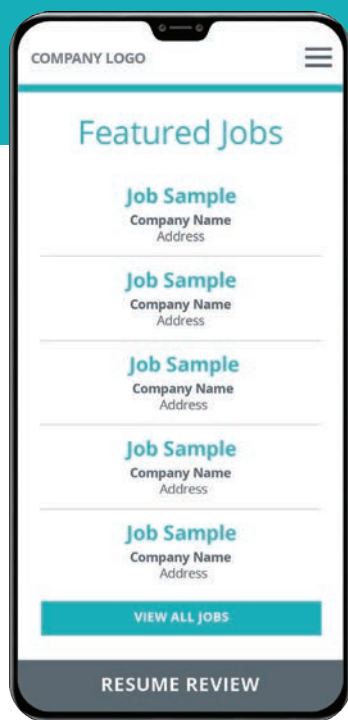 COMPANY LOGO
Featured Jobs
Job Sample
Company Name
Address
Job Sample
Company Name
Address
Job Sample
Company Name
Address
Job Sample
Company Name
Address
Job Sample
Company Name
Address
VIEW ALL JOBS
RESUME REVIEW